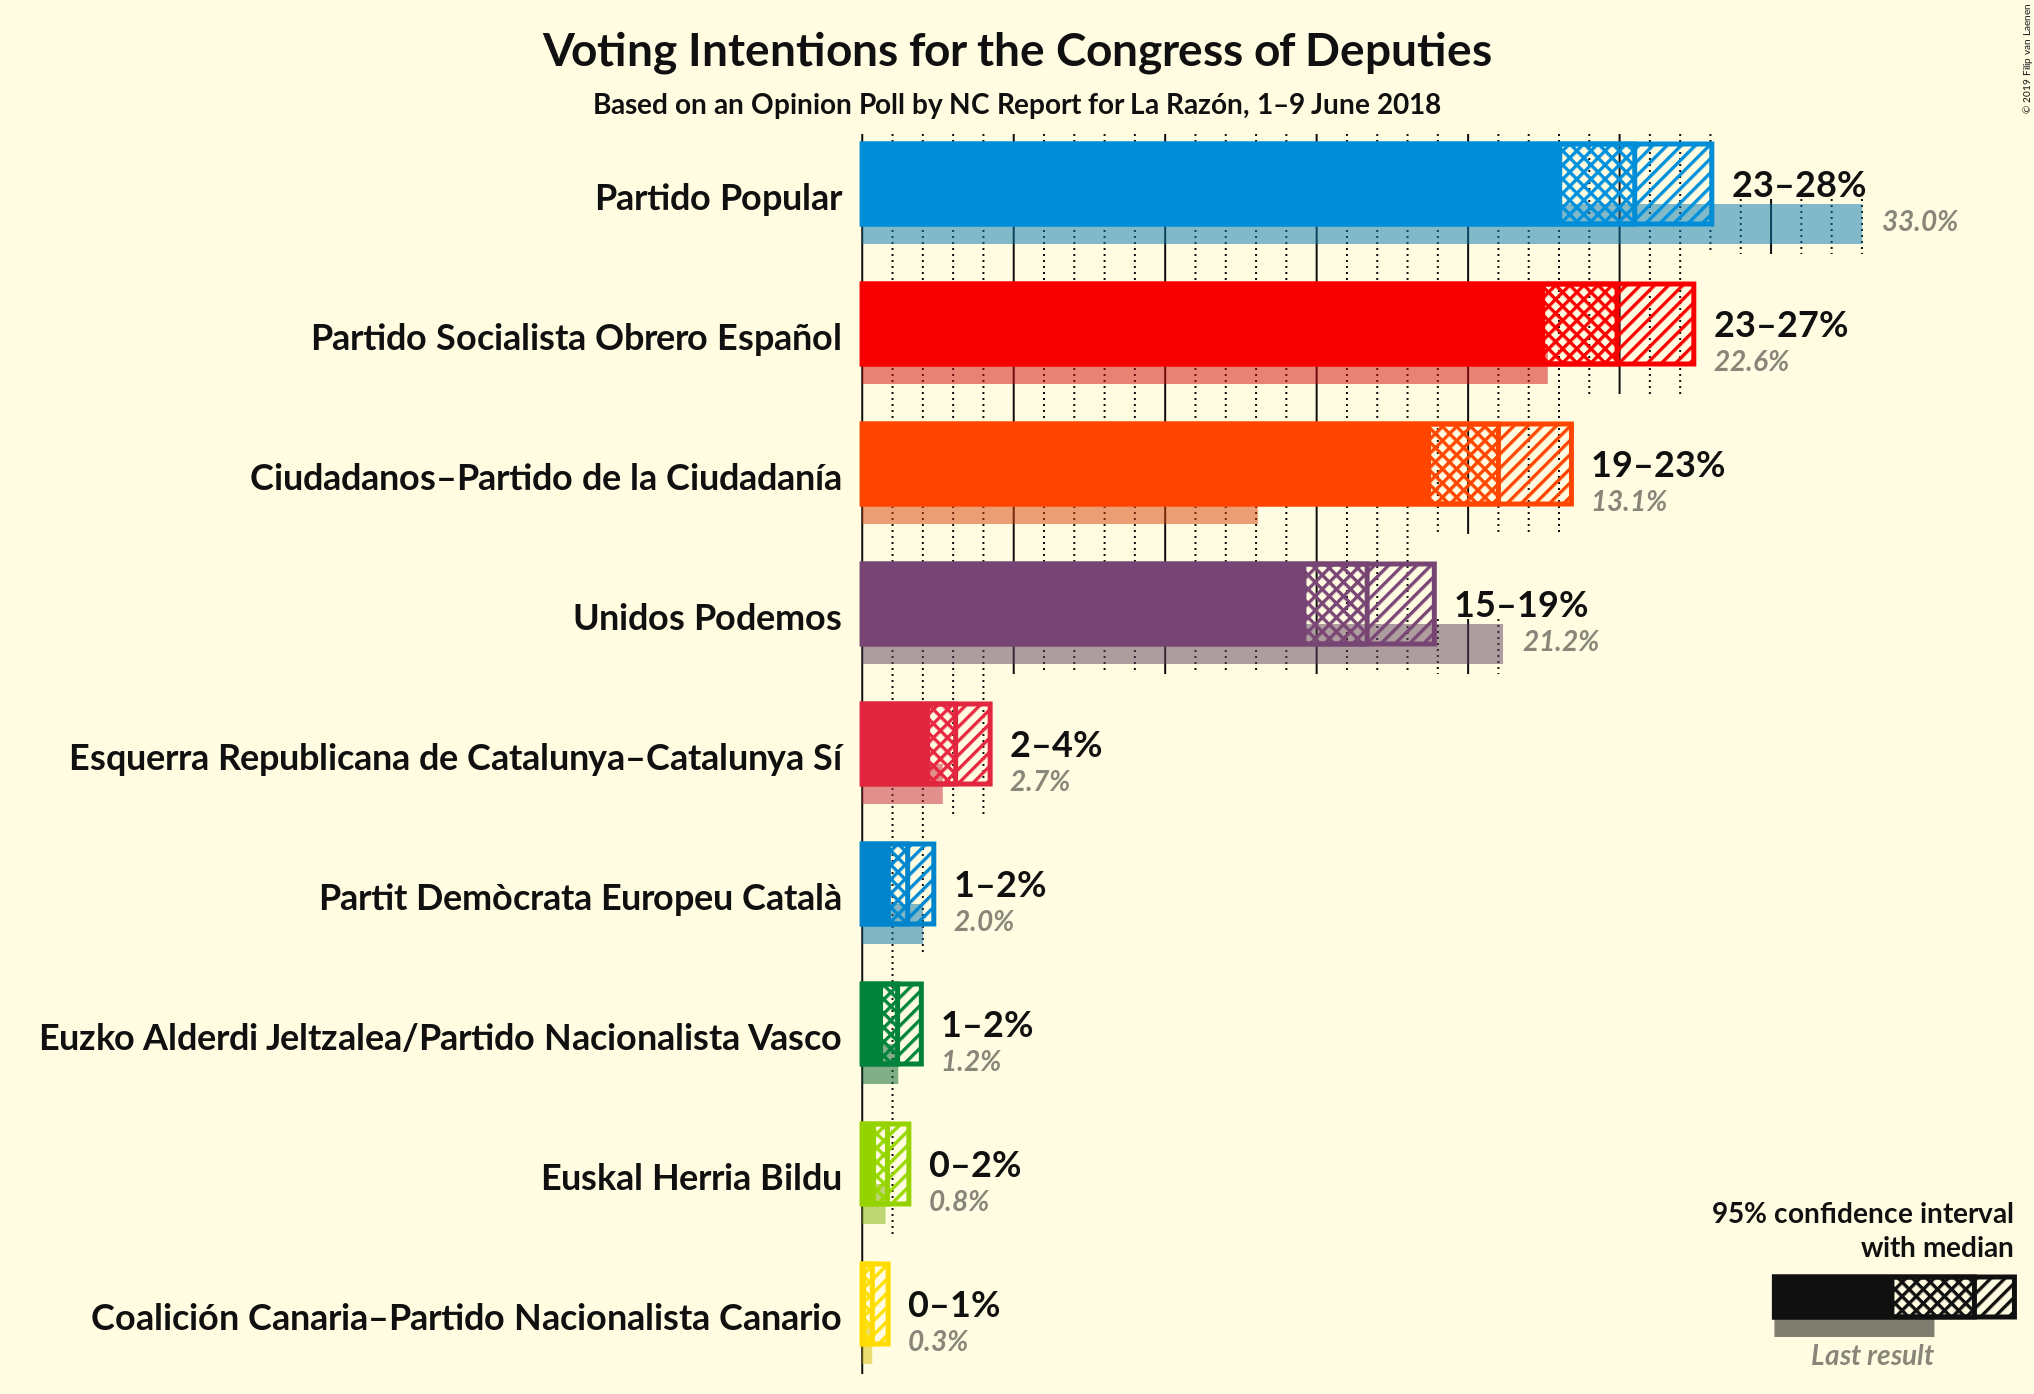 Voting Intentions for the Congress of Deputies
Based on an Opinion Poll by NC Report for La Razón, 1–9 June 2018
© 2019 Filip van Laenen
Partido Popular
23–28%
33.0%
Partido Socialista Obrero Español
23–27%
22.6%
Ciudadanos–Partido de la Ciudadanía
19–23%
13.1%
Unidos Podemos
15–19%
21.2%
Esquerra Republicana de Catalunya–Catalunya Sí
2–4%
2.7%
Partit Demòcrata Europeu Català
1–2%
2.0%
Euzko Alderdi Jeltzalea/Partido Nacionalista Vasco
1–2%
1.2%
Euskal Herria Bildu
0–2%
0.8%
Coalición Canaria–Partido Nacionalista Canario
0–1%
0.3%
95% confidence interval
with median
Last result